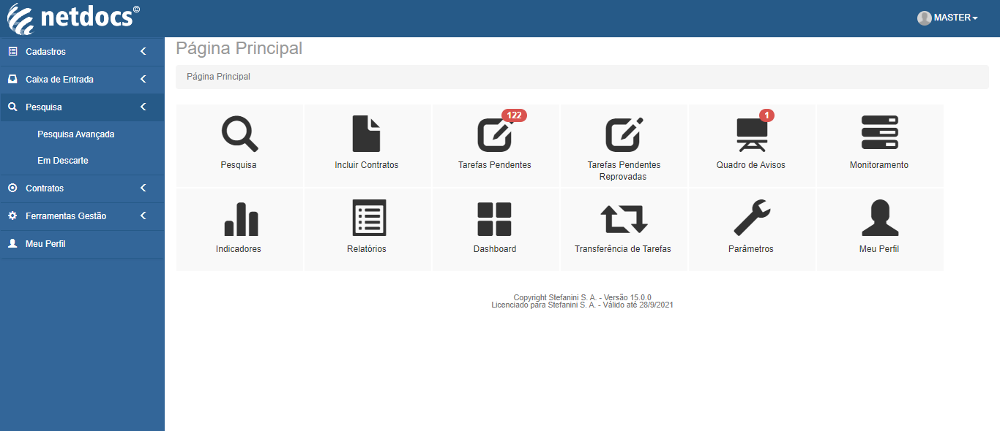 netdocs©
MASTER
Cadastros
Caixa de Entrada
Pesquisa
Pesquisa Avançada
Em Descarte
Contratos
Ferramentas Gestão
Meu Perfil
Página Principal
Página Principal
Pesquisa
Incluir Contratos
122
Tarefas Pendentes
Tarefas Pendentes
Reprovadas
1
Quadro de Avisos
Monitoramento
Indicadores
Relatórios
Dashboard
Transferência de Tarefas
Parâmetros
Meu Perfil
Copyright Stefanini S. A. - Versão 15.0.0
Licenciado para Stefanini S. A. - Válido até 28/9/2021